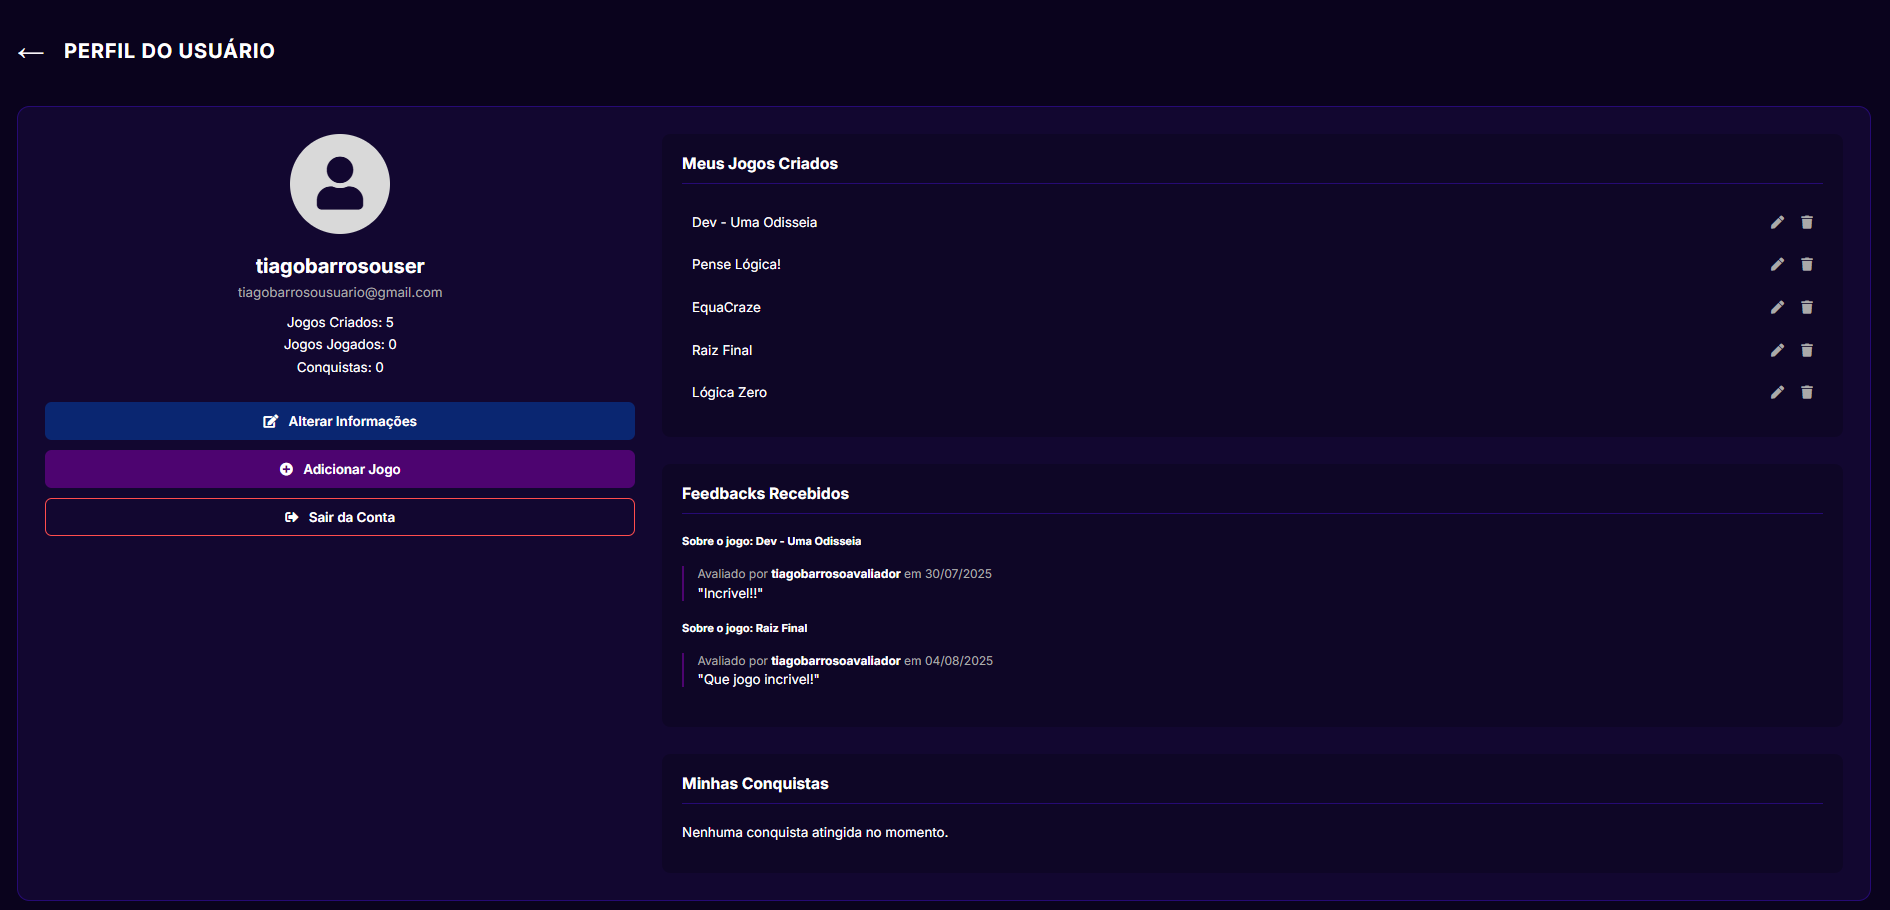 PERFIL DO USUÁRIO
tiagobarrosouser
tiagobarrosousuario@gmail.com
Jogos Criados: 5
Jogos Jogados: 0
Conquistas: 0
Alterar Informações
Adicionar Jogo
Sair da Conta
Meus Jogos Criados
Dev - Uma Odisseia
Pense Lógica!
EquaCraze
Raiz Final
Lógica Zero
Feedbacks Recebidos
Sobre o jogo: Dev - Uma Odisseia
Avaliado por tiagobarrosoavaliador em 30/07/2025
"Incrivel!!"
Sobre o jogo: Raiz Final
Avaliado por tiagobarrosoavaliador em 04/08/2025
"Que jogo incrivel!"
Minhas Conquistas
Nenhuma conquista atingida no momento.